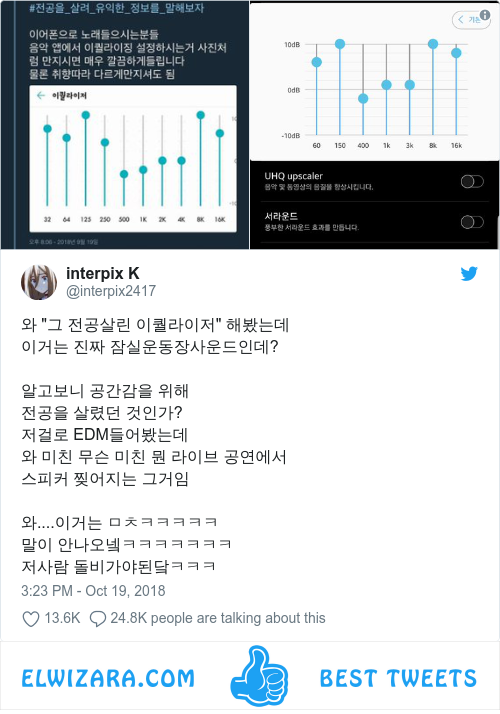 #전공을_살려_유익한_정보를_말해보자
이어폰으로 노래들으시는분들
음악 앱에서 이퀄라이징 설정하시는거 사진처
럼 만지시면 매우 깔끔하게들립니다
물론 취향따라 다르게만지셔도 됨
← 이퀄라이저
32 64 125 250 500 1K 2K 4K 8K 16K
오후 8:06 - 2018년 9월 19일
10dB
0dB
-10dB
60 150 400 1k 3k 8k 16k
UHQ upscaler
음악 및 동영상의 음질을 향상시킵니다.
서라운드
풍부한 서라운드 효과를 만듭니다.
interpix K
@interpix2417
와 "그 전공살린 이퀄라이저" 해봤는데
이거는 진짜 잠실운동장사운드인데?
알고보니 공간감을 위해
전공을 살렸던 것인가?
저걸로 EDM들어봤는데
와 미친 무슨 미친 뭔 라이브 공연에서
스피커 찢어지는 그거임
와....이거는 ㅁㅊㅋㅋㅋㅋㅋ
말이 안나오넼ㅋㅋㅋㅋㅋㅋㅋ
저사람 돌비가야된닼ㅋㅋㅋ
3:23 PM - Oct 19, 2018
13.6K 24.8K people are talking about this
ELWIZARA.COM BEST TWEETS